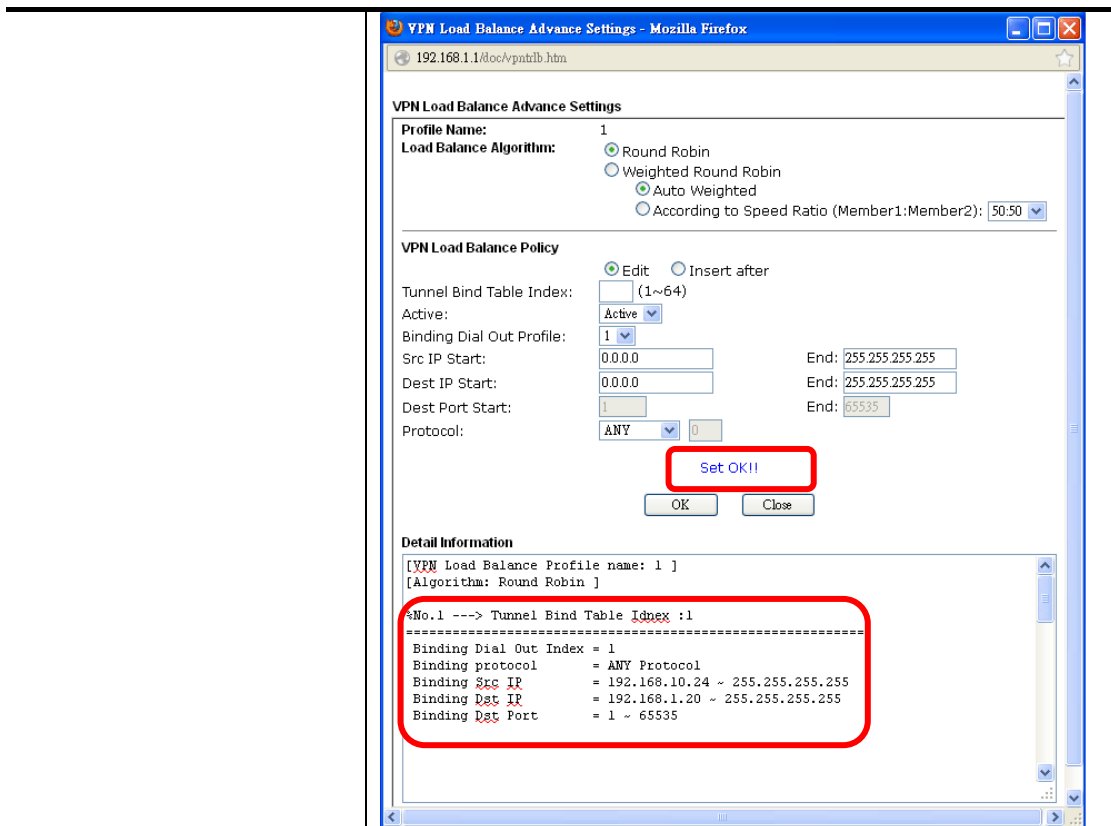 VPN Load Balance Advance Settings - Mozilla Firefox
192.168.1.1/doc/vpntrlb.htm
VPN Load Balance Advance Settings
Profile Name: 1
Load Balance Algorithm: Round Robin
Weighted Round Robin
Auto Weighted
According to Speed Ratio (Member1:Member2): 50:50
VPN Load Balance Policy
Edit Insert after
Tunnel Bind Table Index: (1~64)
Active: Active
Binding Dial Out Profile: 1
Src IP Start: 0.0.0.0 End: 255.255.255.255
Dest IP Start: 0.0.0.0 End: 255.255.255.255
Dest Port Start: 1 End: 65535
Protocol: ANY 0
Set OK!!
OK Close
Detail Information
[VPN Load Balance Profile name: 1 ]
[Algorithm: Round Robin ]
%No.1 ---> Tunnel Bind Table Idnex :1
============================================================
Binding Dial Out Index = 1
Binding protocol = ANY Protocol
Binding Src IP = 192.168.10.24 ~ 255.255.255.255
Binding Dst IP = 192.168.1.20 ~ 255.255.255.255
Binding Dst Port = 1 ~ 65535